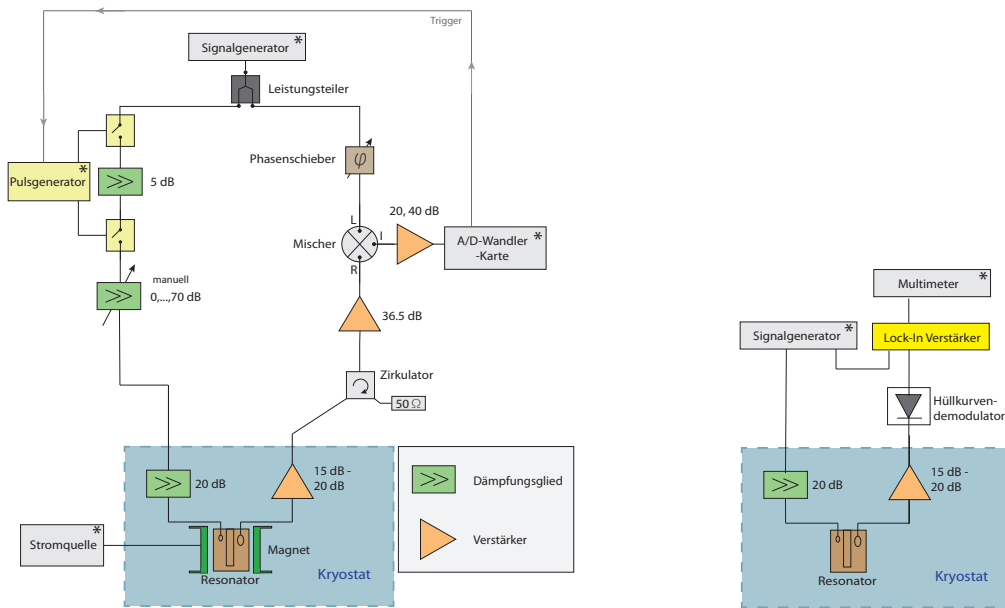 Trigger
Signalgenerator *
Leistungsteiler
Pulsgenerator *
5 dB
Phasenschieber
φ
L
I
R
Mischer
20, 40 dB
A/D-Wandler *
-Karte
manuell
0,...,70 dB
36.5 dB
Zirkulator
50 Ω
20 dB
15 dB -
20 dB
Stromquelle *
Magnet
Resonator
Kryostat
Dämpfungsglied
Verstärker
Multimeter *
Signalgenerator *
Lock-In Verstärker
Hüllkurven-
demodulator
20 dB
15 dB -
20 dB
Resonator
Kryostat